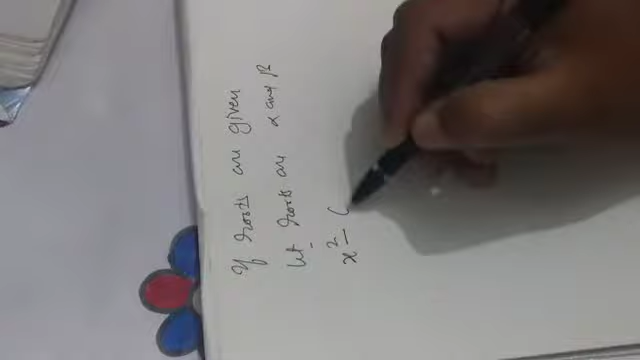 If roots are given
let roots are α and β
x² – (